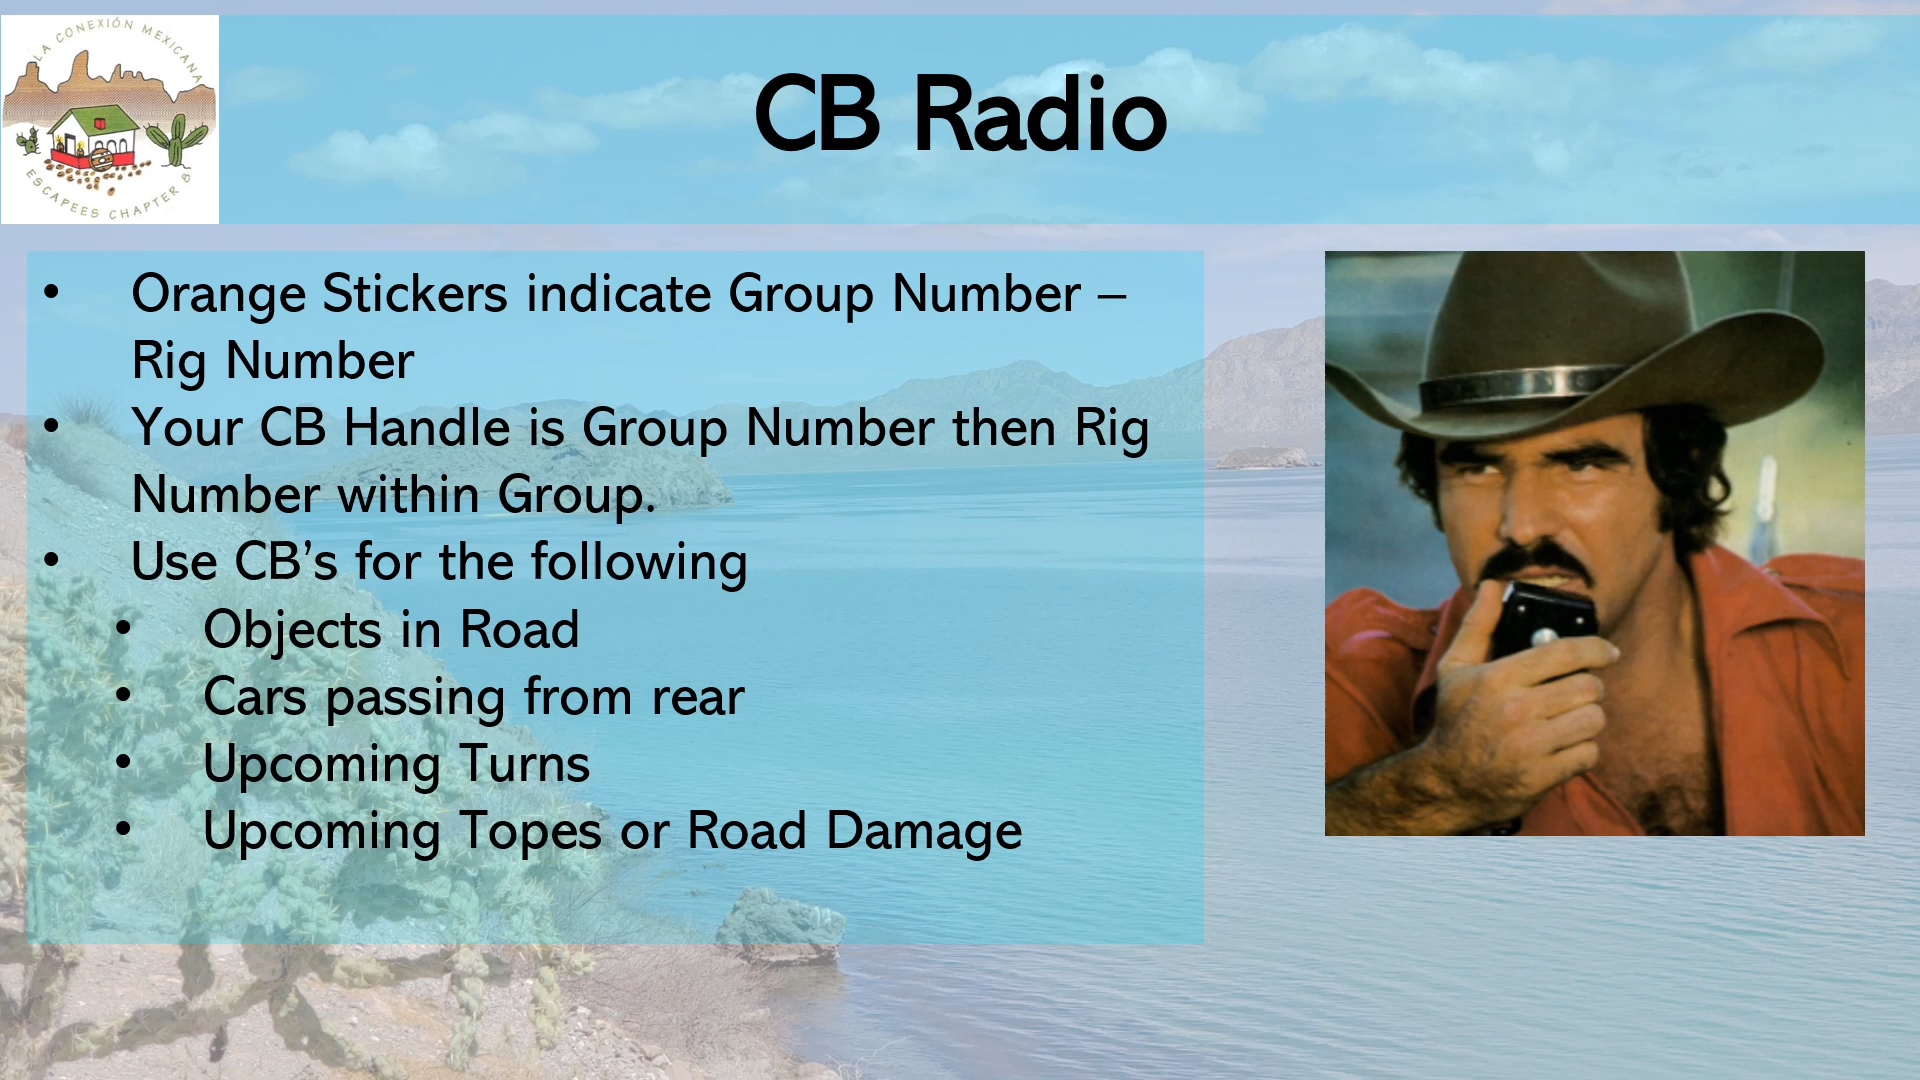 LA CONEXIÓN MEXICANA
ESCAPEES CHAPTER 8
CB Radio
• Orange Stickers indicate Group Number –
Rig Number
• Your CB Handle is Group Number then Rig
Number within Group.
• Use CB’s for the following
• Objects in Road
• Cars passing from rear
• Upcoming Turns
• Upcoming Topes or Road Damage